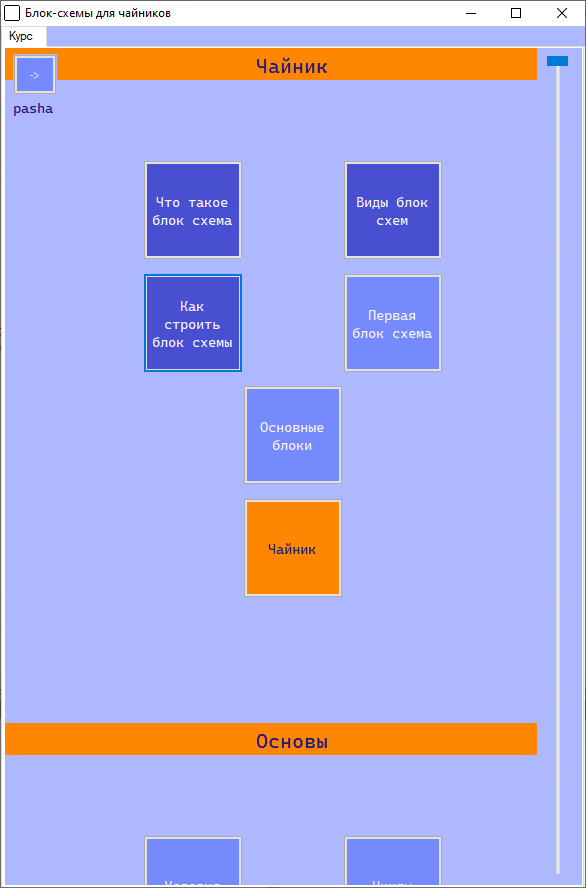 Блок-схемы для чайников
Курс
Чайник
->
pasha
Что такое
блок схема
Виды блок
схем
Как
строить
блок схемы
Первая
блок схема
Основные
блоки
Чайник
Основы